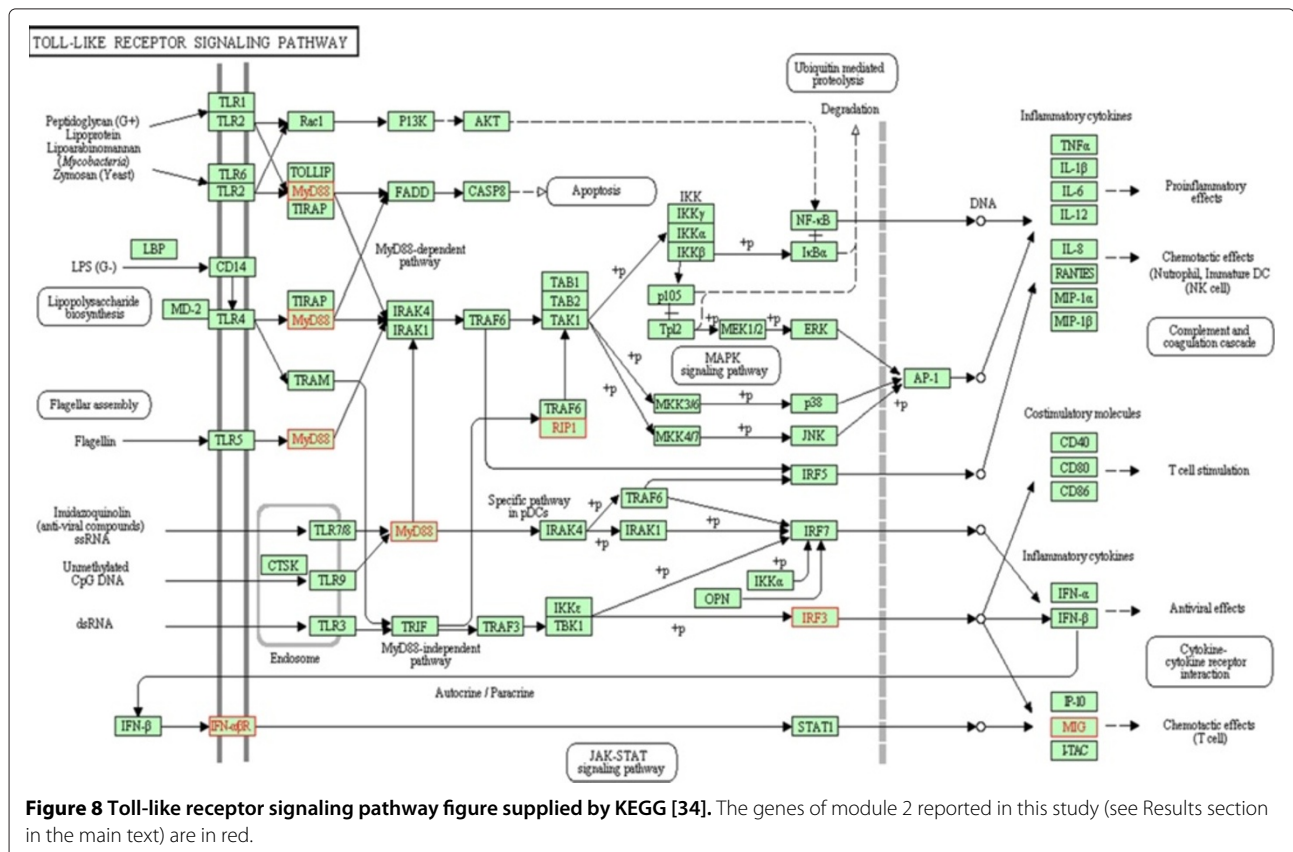 TOLL-LIKE RECEPTOR SIGNALING PATHWAY
Ubiquitin mediated
proteolysis
Degradation
TLR1
TLR2
Peptidoglycan (G+)
Lipoprotein
Lipoarabinomannan
(Mycobacteria)
Zymosan (Yeast)
TLR6
TLR2
Rac1
P13K
AKT
TOLLIP
MyD88
TIRAP
FADD
CASP8
Apoptosis
MyD88-dependent
pathway
LBP
LPS (G-)
CD14
Lipopolysaccharide
biosynthesis
MD-2
TLR4
TIRAP
MyD88
IRAK4
IRAK1
TRAF6
TAB1
TAB2
TAK1
TRAM
IKK
IKKγ
IKKα
IKKβ
+p
+p
NF-κB
+
IκBα
p105
+
Tpl2
+p
MEK1/2
+p
ERK
MAPK
signaling pathway
+p
+p
MKK3/6
+p
p38
MKK4/7
+p
JNK
+p
AP-1
DNA
Flagellar assembly
Flagellin
TLR5
MyD88
TRAF6
RIP1
IRF5
Imidazoquinolin
(anti-viral compounds)
ssRNA
TLR7/8
MyD88
Specific pathway
in pDCs
IRAK4
+p
TRAF6
+p
IRAK1
+p
+p
IRF7
Unmethylated
CpG DNA
CTSK
TLR9
+p
IKKα
+p
OPN
dsRNA
TLR3
Endosome
TRIF
MyD88-independent
pathway
TRAF3
IKKε
TBK1
+p
IRF3
Autocrine / Paracrine
IFN-β
IFN-αβR
STAT1
JAK-STAT
signaling pathway
Inflammatory cytokines
TNFα
IL-1β
IL-6
IL-12
Proinflammatory
effects
IL-8
RANTES
MIP-1α
MIP-1β
Chemotactic effects
(Nutrophil, Immature DC
(NK cell)
Complement and
coagulation cascade
Costimulatory molecules
CD40
CD80
CD86
T cell stimulation
Inflammatory cytokines
IFN-α
IFN-β
Antiviral effects
Cytokine-
cytokine receptor
interaction
IP-10
MIG
I-TAC
Chemotactic effects
(T cell)
Figure 8 Toll-like receptor signaling pathway figure supplied by KEGG [34]. The genes of module 2 reported in this study (see Results section
in the main text) are in red.